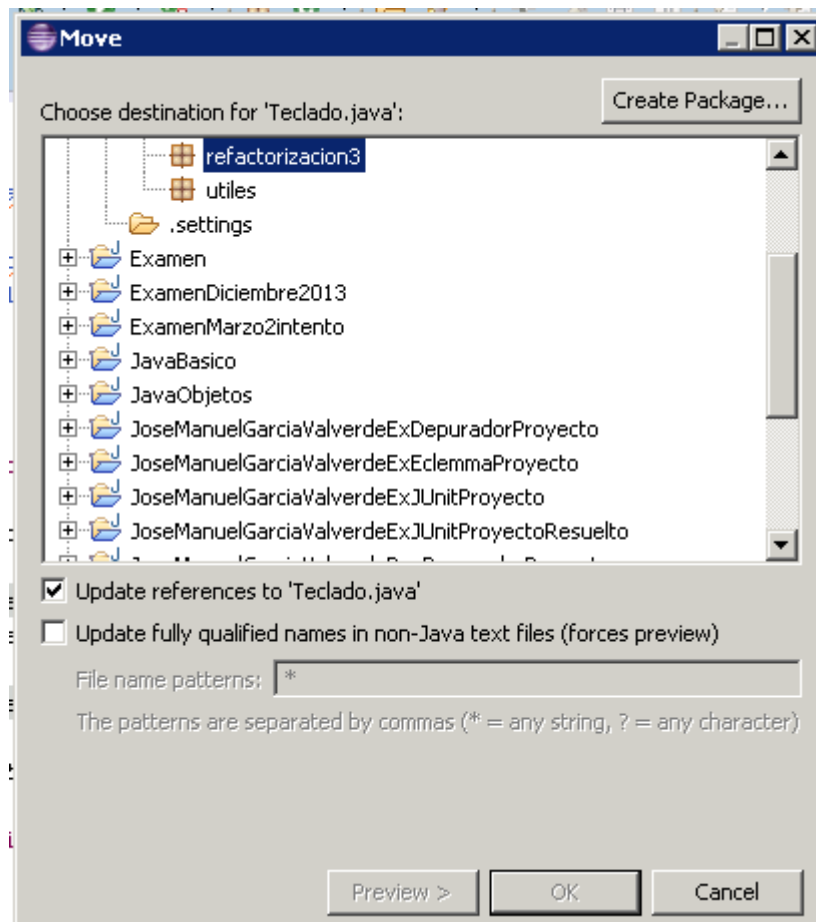 Move
Create Package...
Choose destination for 'Teclado.java':
refactorizacion3
utiles
.settings
Examen
ExamenDiciembre2013
ExamenMarzo2intento
JavaBasico
JavaObjetos
JoseManuelGarciaValverdeExDepuradorProyecto
JoseManuelGarciaValverdeExEclemmaProyecto
JoseManuelGarciaValverdeExJUnitProyecto
JoseManuelGarciaValverdeExJUnitProyectoResuelto
Update references to 'Teclado.java'
Update fully qualified names in non-Java text files (forces preview)
File name patterns: *
The patterns are separated by commas (* = any string, ? = any character)
Preview > OK Cancel